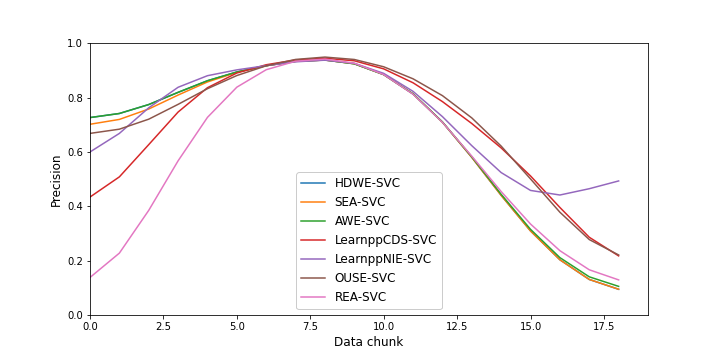 1.0
0.8
0.6
0.4
0.2
0.0
Precision
HDWE-SVC
SEA-SVC
AWE-SVC
LearnppCDS-SVC
LearnppNIE-SVC
OUSE-SVC
REA-SVC
0.0 2.5 5.0 7.5 10.0 12.5 15.0 17.5
Data chunk